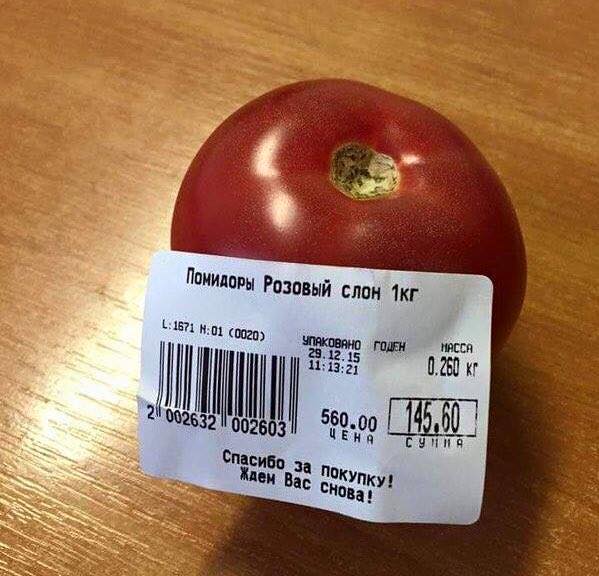 Помидоры Розовый слон 1кг
L:1671 M:01 (0020)
УПАКОВАНО ГОДЕН МАССА
29.12.15 0.260 кг
11:13:21
560.00 145.60
ЦЕНА СУММА
2 002632 002603
Спасибо за покупку!
Ждем Вас снова!